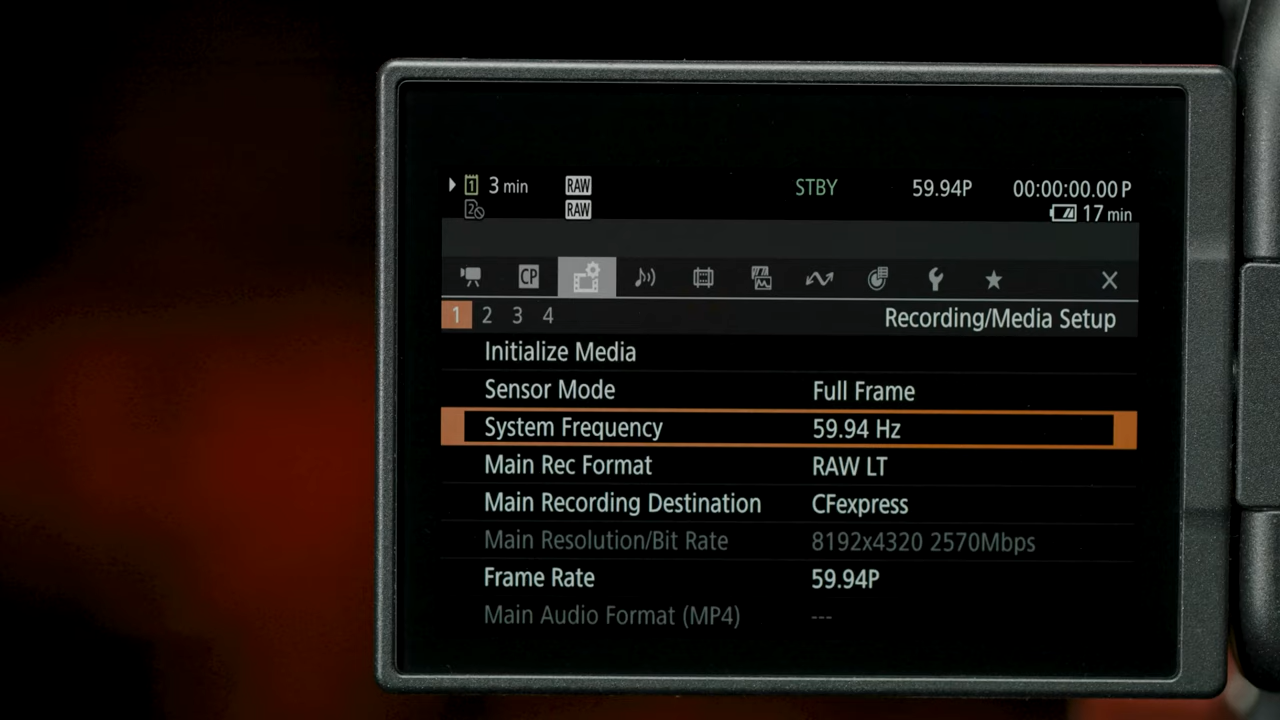 1 3 min RAW STBY 59.94P 00:00:00.00 P
2 RAW 17 min
CP
1 2 3 4 Recording/Media Setup
Initialize Media
Sensor Mode Full Frame
System Frequency 59.94 Hz
Main Rec Format RAW LT
Main Recording Destination CFexpress
Main Resolution/Bit Rate 8192x4320 2570Mbps
Frame Rate 59.94P
Main Audio Format (MP4) ---